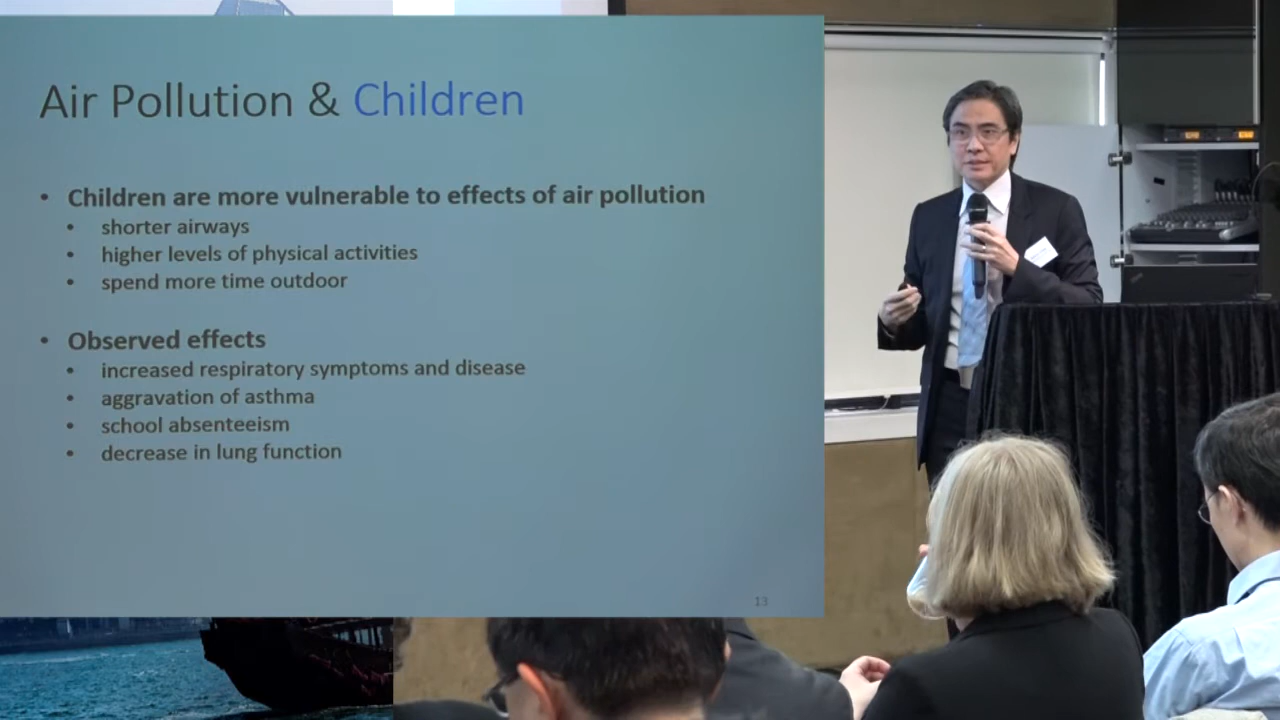 Air Pollution & Children
• Children are more vulnerable to effects of air pollution
• shorter airways
• higher levels of physical activities
• spend more time outdoor
• Observed effects
• increased respiratory symptoms and disease
• aggravation of asthma
• school absenteeism
• decrease in lung function
13